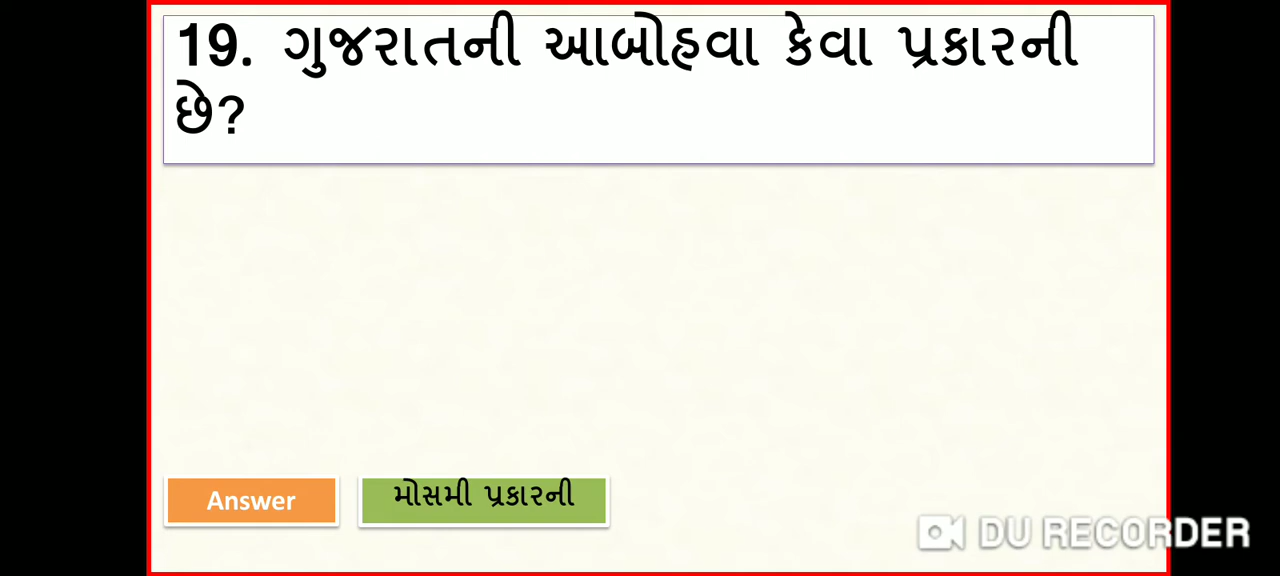 19. ગુજરાતની આબોહવા કેવા પ્રકારની
છે?
Answer
મોસમી પ્રકારની
DU RECORDER